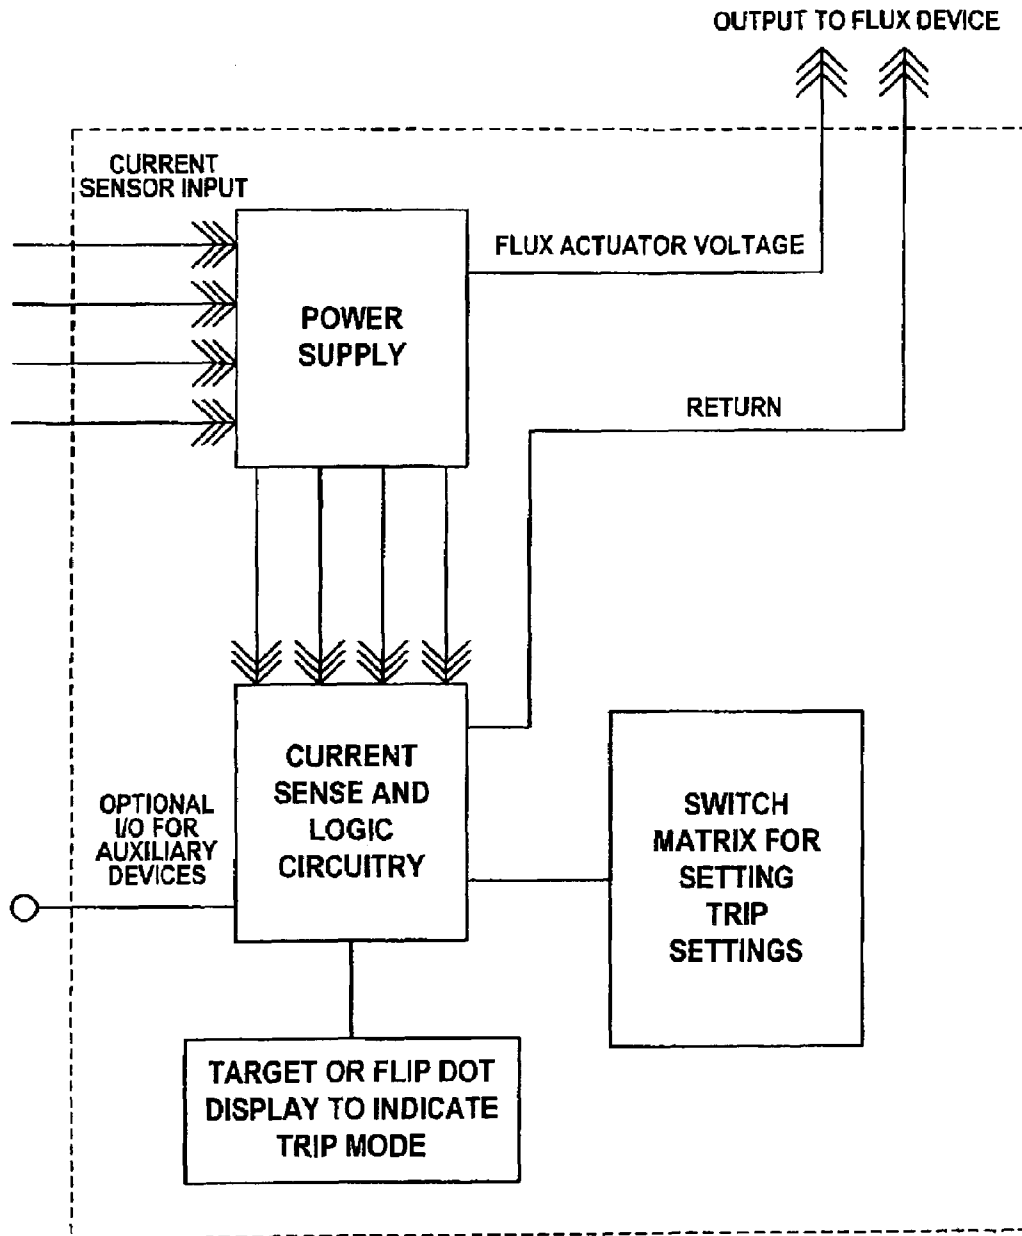 OUTPUT TO FLUX DEVICE
CURRENT
SENSOR INPUT
FLUX ACTUATOR VOLTAGE
POWER
SUPPLY
RETURN
CURRENT
SENSE AND
LOGIC
CIRCUITRY
OPTIONAL
I/O FOR
AUXILIARY
DEVICES
SWITCH
MATRIX FOR
SETTING
TRIP
SETTINGS
TARGET OR FLIP DOT
DISPLAY TO INDICATE
TRIP MODE